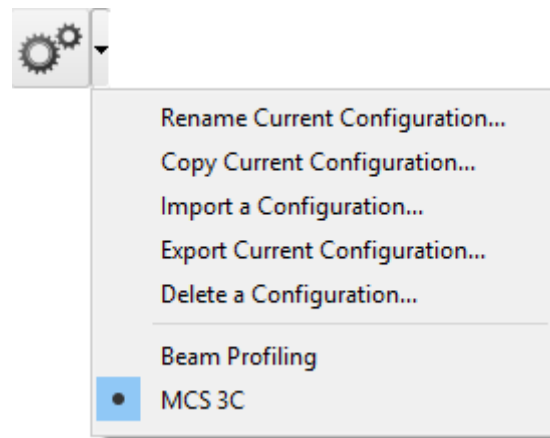 Rename Current Configuration...
Copy Current Configuration...
Import a Configuration...
Export Current Configuration...
Delete a Configuration...
Beam Profiling
MCS 3C